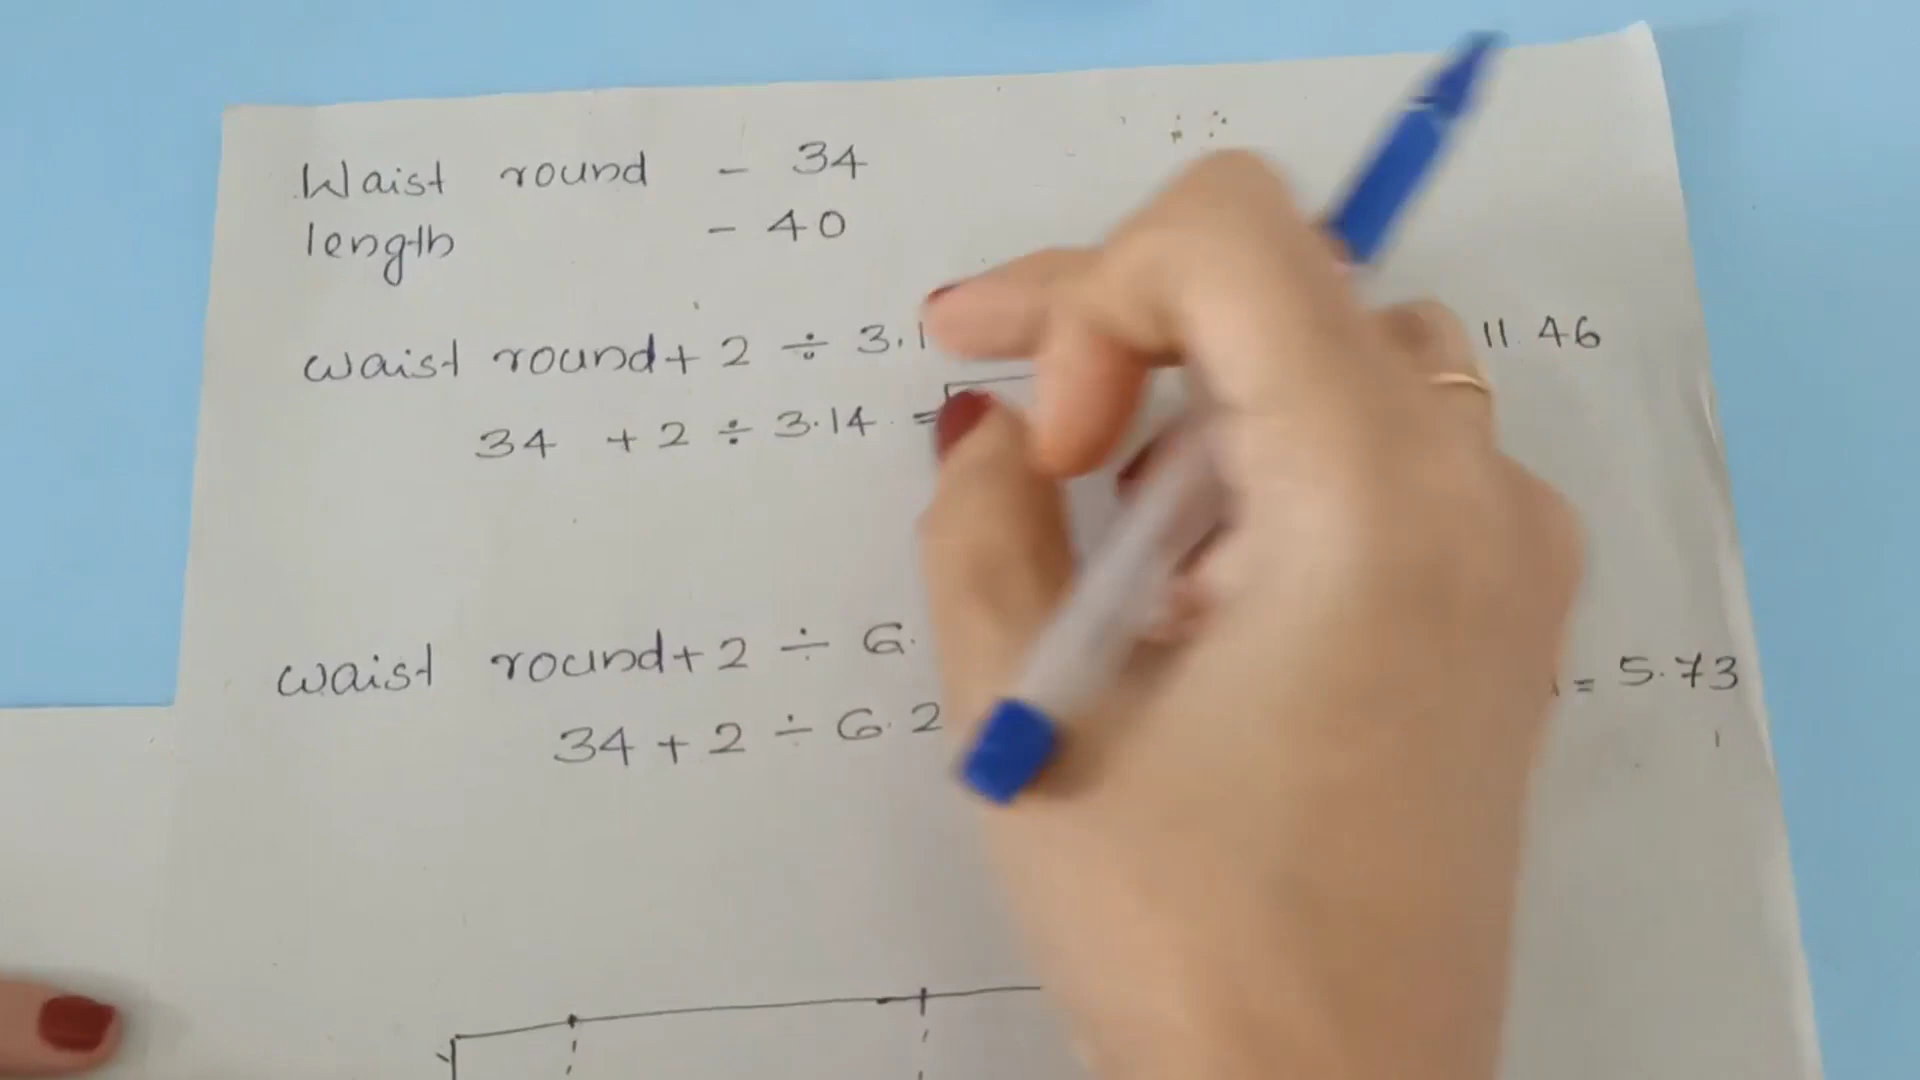 Waist round - 34
length - 40
waist round + 2 ÷ 3.1 11.46
34 + 2 ÷ 3.14 =
waist round + 2 ÷ 6. = 5.73
34 + 2 ÷ 6.2